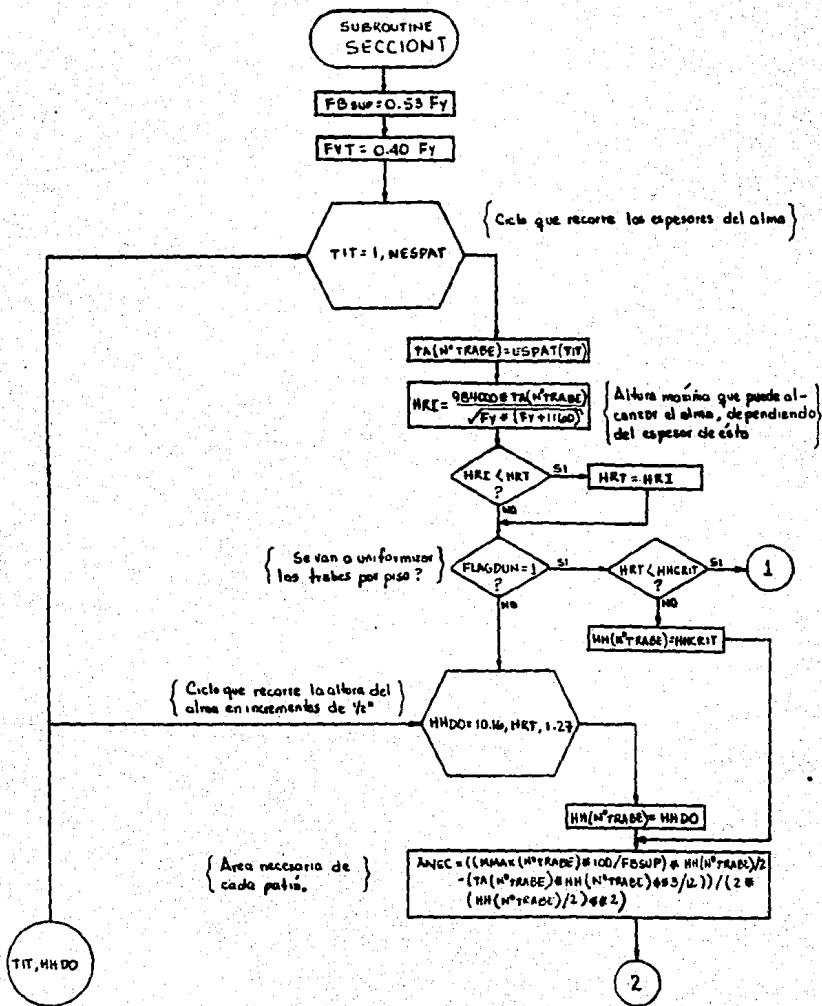 SUBROUTINE
SECCIONT
FBsup=0.53 Fy
FVT = 0.40 Fy
{ Ciclo que recorre los espesores del alma }
TIT=1, NESPAT
TA(N°TRABE)=ESPAT(TIT)
HRI= 984000*TA(N°TRABE)
√Fy*(Fy+1160)
{ Altura máxima que puede al-
canzar el alma, dependiendo
del espesor de ésta }
HRI<HRT
?
SI
HRT=HRI
NO
{ Se van a uniformizar
las trabes por piso ? }
FLAGDUN=1
?
SI
HRT<HHCRIT
?
SI
1
NO
NO
HH(N°TRABE)=HHCRIT
{ Ciclo que recorre la altura del
alma en incrementos de 1/2" }
HHDO=10.16, HRT, 1.27
HH(N°TRABE)=HHDO
{ Area necesaria de
cada patín. }
ANEC=((MMAX(N°TRABE)*100/FBSUP)*HH(N°TRABE)/2
-(TA(N°TRABE)*HH(N°TRABE)**3/12))/(2*
(HH(N°TRABE)/2)**2)
TIT, HHDO
2